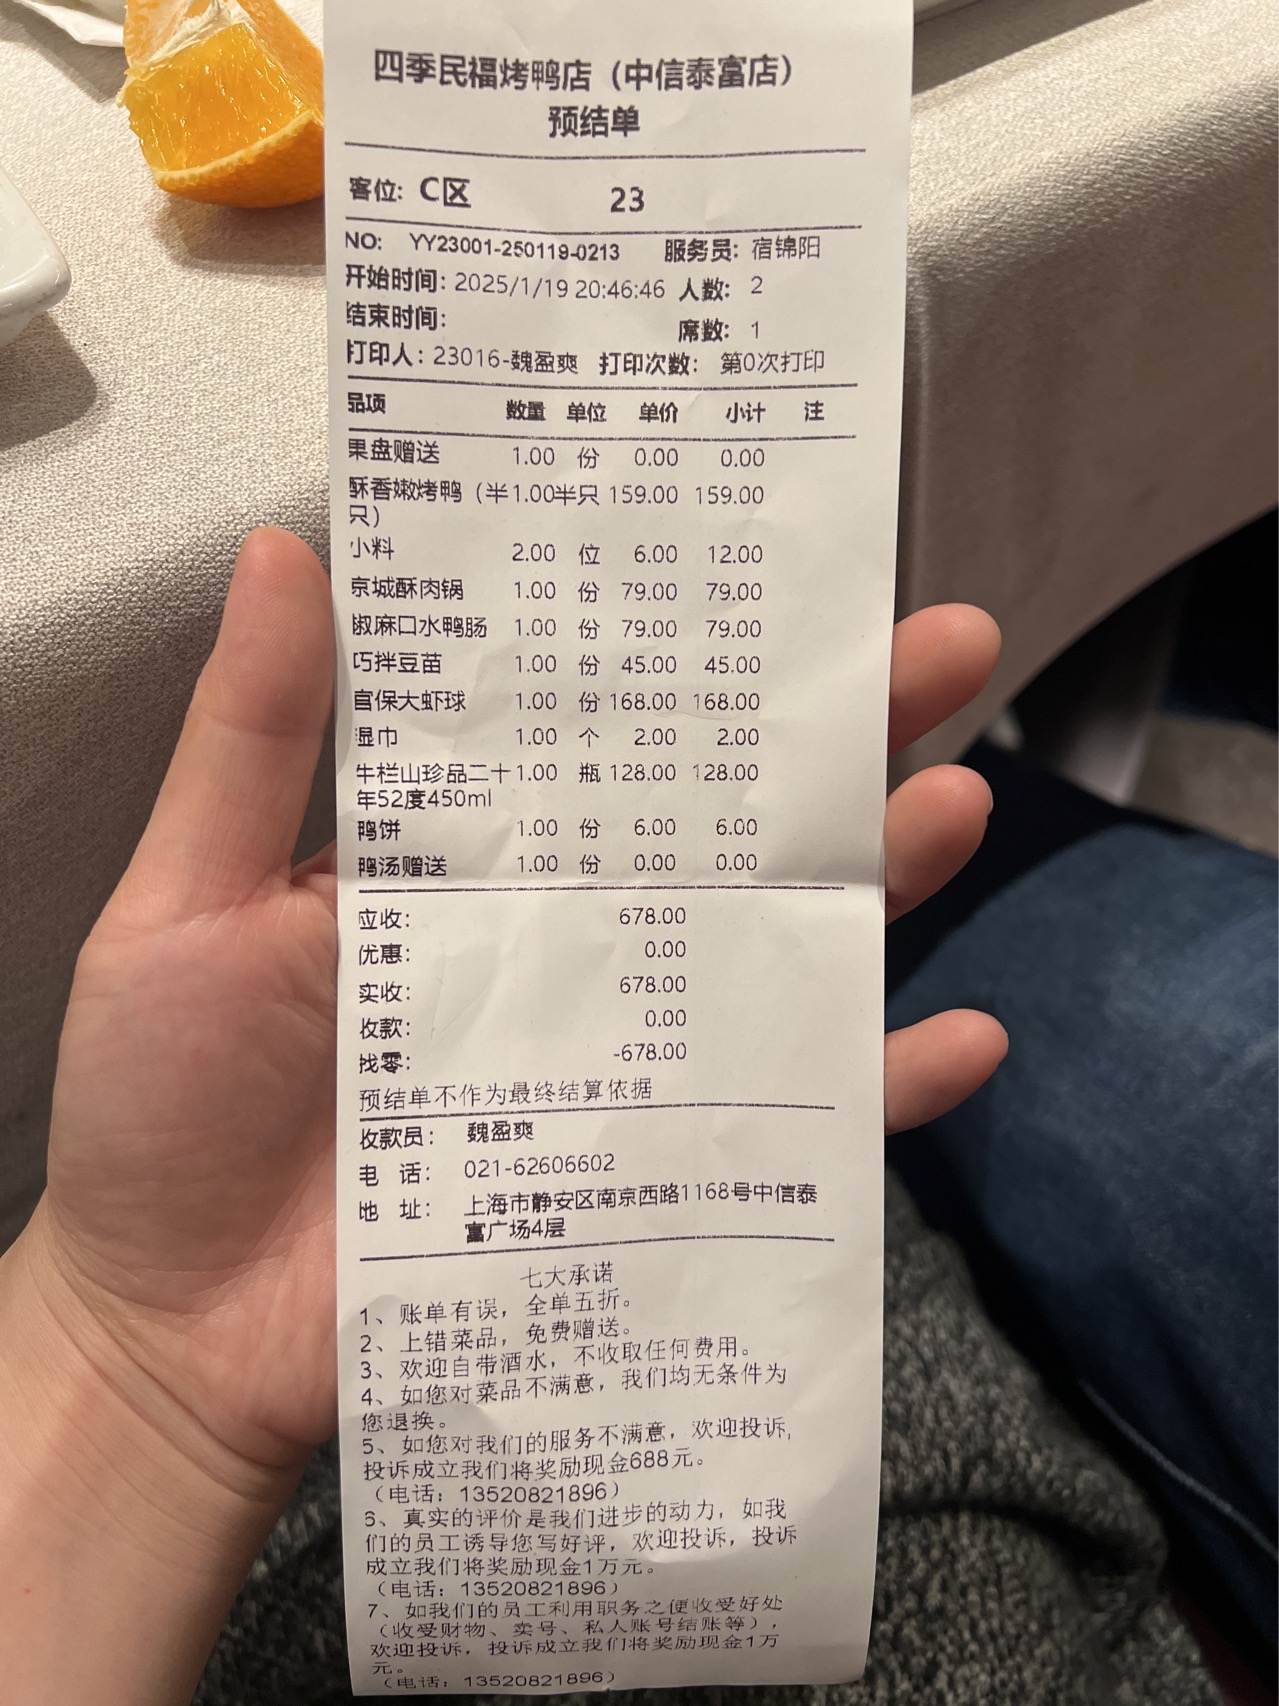 四季民福烤鸭店（中信泰富店）
预结单
客位: C区 23
NO: YY23001-250119-0213 服务员: 宿锦阳
开始时间: 2025/1/19 20:46:46 人数: 2
结束时间: 席数: 1
打印人: 23016-魏盈爽 打印次数: 第0次打印
品项 数量 单位 单价 小计 注
果盘赠送 1.00 份 0.00 0.00
酥香嫩烤鸭（半 1.00 半只 159.00 159.00
只）
小料 2.00 位 6.00 12.00
京城酥肉锅 1.00 份 79.00 79.00
椒麻口水鸭肠 1.00 份 79.00 79.00
巧拌豆苗 1.00 份 45.00 45.00
宫保大虾球 1.00 份 168.00 168.00
湿巾 1.00 个 2.00 2.00
牛栏山珍品二十 1.00 瓶 128.00 128.00
年52度450ml
鸭饼 1.00 份 6.00 6.00
鸭汤赠送 1.00 份 0.00 0.00
应收: 678.00
优惠: 0.00
实收: 678.00
收款: 0.00
找零: -678.00
预结单不作为最终结算依据
收款员: 魏盈爽
电 话: 021-62606602
地 址: 上海市静安区南京西路1168号中信泰
富广场4层
七大承诺
1、账单有误，全单五折。
2、上错菜品，免费赠送。
3、欢迎自带酒水，不收取任何费用。
4、如您对菜品不满意，我们均无条件为
您退换。
5、如您对我们的服务不满意，欢迎投诉，
投诉成立我们将奖励现金688元。
（电话：13520821896）
6、真实的评价是我们进步的动力，如我
们的员工诱导您写好评，欢迎投诉，投诉
成立我们将奖励现金1万元。
（电话：13520821896）
7、如我们的员工利用职务之便收受好处
（收受财物、卖号、私人账号结账等），
欢迎投诉，投诉成立我们将奖励现金1万
元。
（电话：13520821896）